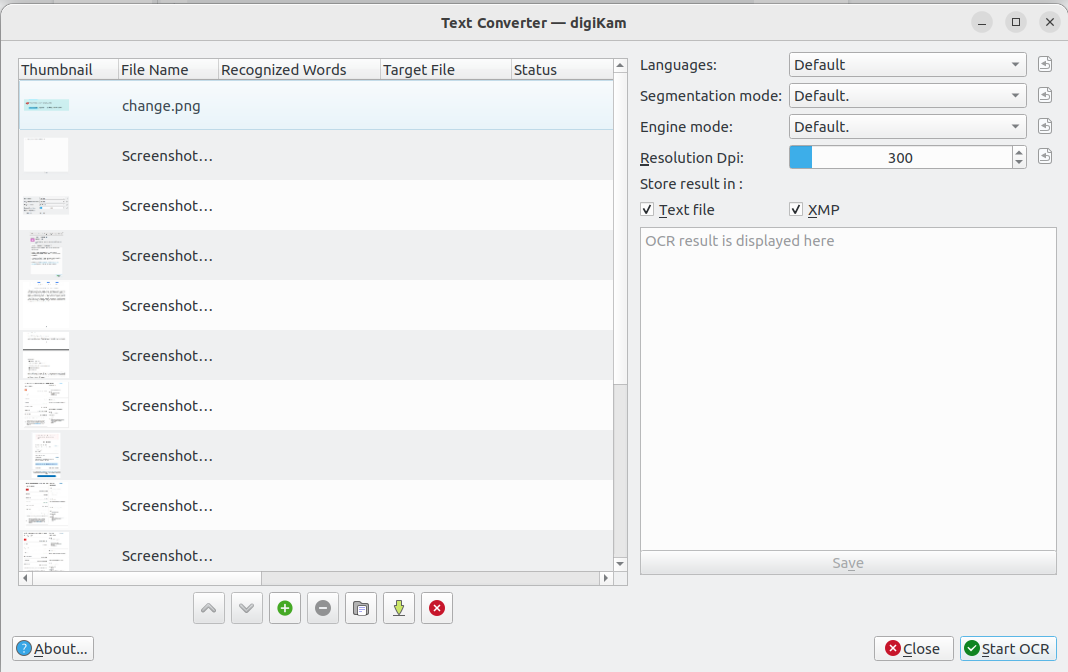 Text Converter — digiKam
Thumbnail File Name Recognized Words Target File Status
change.png
Screenshot...
Screenshot...
Screenshot...
Screenshot...
Screenshot...
Screenshot...
Screenshot...
Screenshot...
Screenshot...
Languages: Default
Segmentation mode: Default.
Engine mode: Default.
Resolution Dpi: 300
Store result in :
Text file XMP
OCR result is displayed here
Save
About...
Close Start OCR